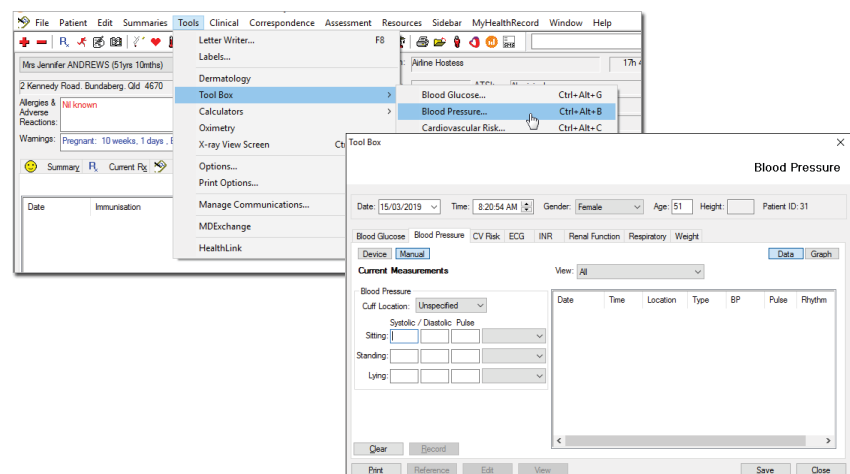 File Patient Edit Summaries Tools Clinical Correspondence Assessment Resources Sidebar MyHealthRecord Window Help
Mrs Jennifer ANDREWS (51yrs 10mths)
Airline Hostess
17h
2 Kennedy Road. Bundaberg. Qld 4670
Allergies & Adverse Reactions:
Nil known
Warnings:
Pregnant: 10 weeks, 1 days
Summary Current Rx
Date Immunisation
Letter Writer... F8
Labels...
Dermatology
Tool Box >
Calculators >
Oximetry
X-ray View Screen
Options...
Print Options...
Manage Communications...
MDExchange
HealthLink
Blood Glucose... Ctrl+Alt+G
Blood Pressure... Ctrl+Alt+B
Cardiovascular Risk... Ctrl+Alt+C
Tool Box
Blood Pressure
Date: 15/03/2019 Time: 8:20:54 AM Gender: Female Age: 51 Height: Patient ID: 31
Blood Glucose Blood Pressure CV Risk ECG INR Renal Function Respiratory Weight
Device Manual Data Graph
Current Measurements View: All
Blood Pressure
Cuff Location: Unspecified
Systolic / Diastolic Pulse
Sitting:
Standing:
Lying:
Date Time Location Type BP Pulse Rhythm
Clear Record
Print Reference Edit View Save Close